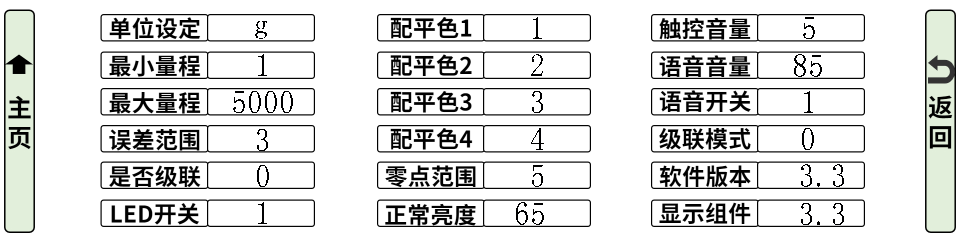 主页
单位设定 g
最小量程 1
最大量程 5000
误差范围 3
是否级联 0
LED开关 1
配平色1 1
配平色2 2
配平色3 3
配平色4 4
零点范围 5
正常亮度 65
触控音量 5
语音音量 85
语音开关 1
级联模式 0
软件版本 3.3
显示组件 3.3
返回